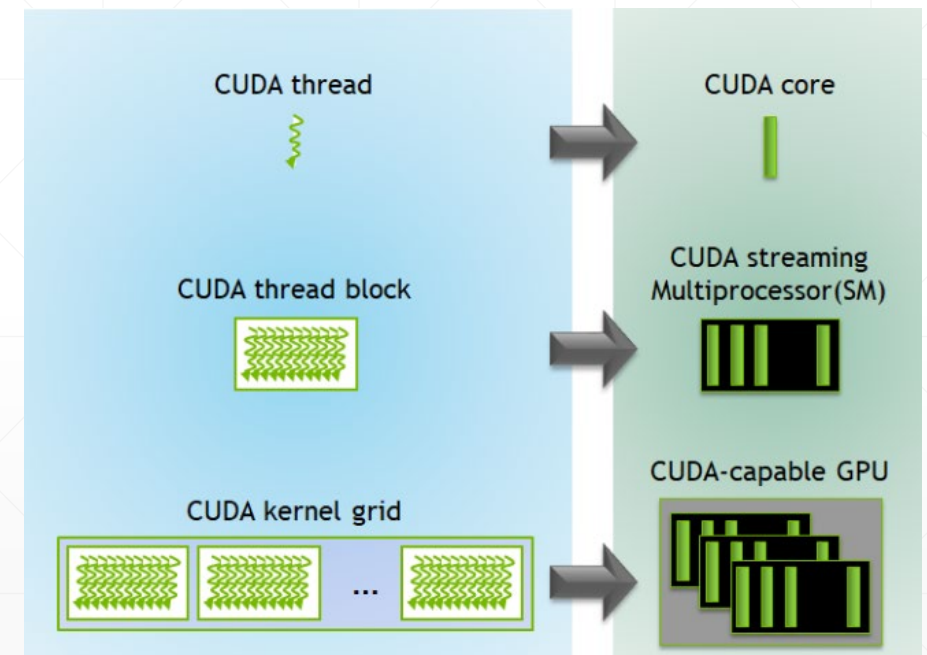 CUDA thread
CUDA core
CUDA thread block
CUDA streaming
Multiprocessor(SM)
CUDA kernel grid
...
CUDA-capable GPU